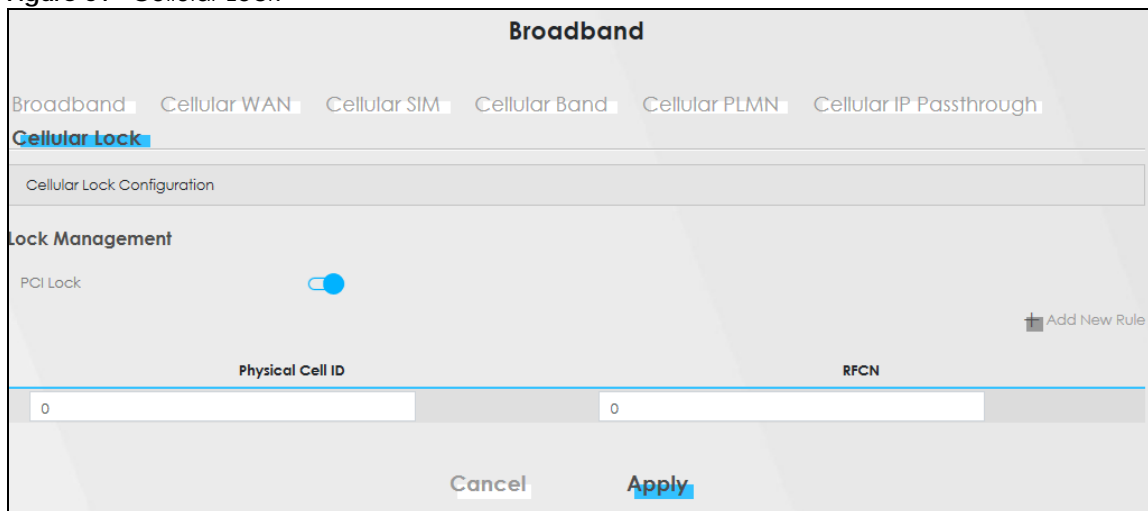 Broadband
Broadband Cellular WAN Cellular SIM Cellular Band Cellular PLMN Cellular IP Passthrough
Cellular Lock
Cellular Lock Configuration
Lock Management
PCI Lock
Add New Rule
Physical Cell ID RFCN
0 0
Cancel Apply